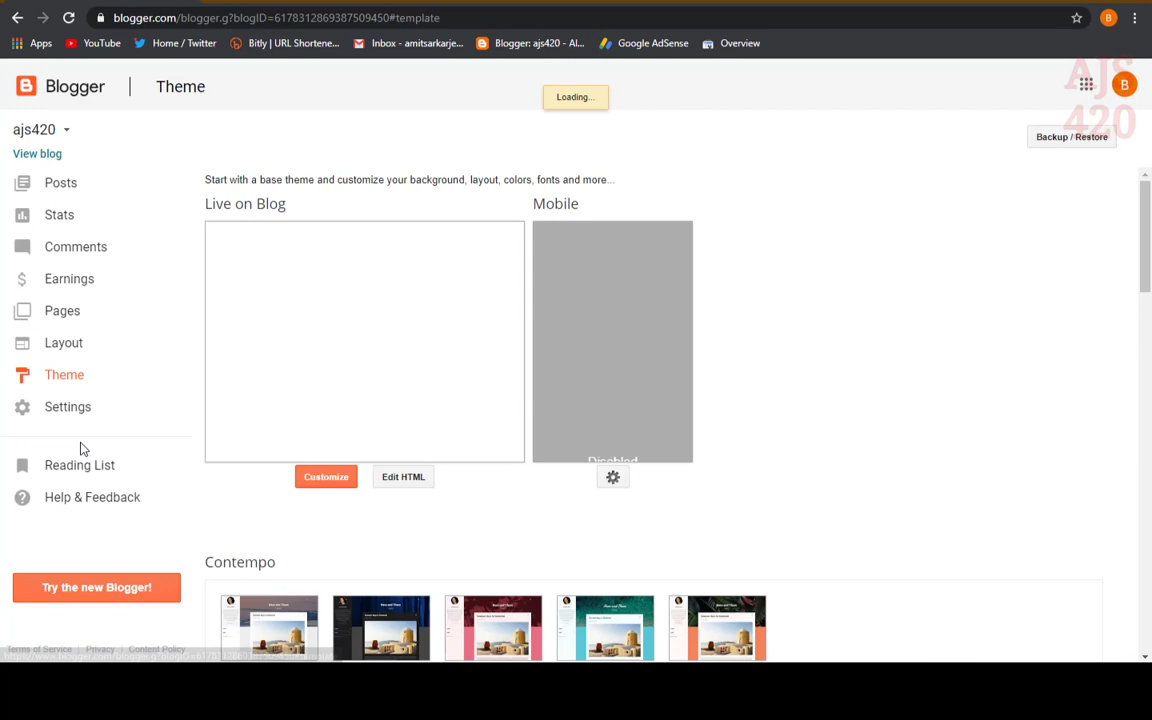 blogger.com/blogger.g?blogID=6178312869387509450#template
B
Apps
YouTube
Home / Twitter
Bitly | URL Shortene...
Inbox - amitsarkarje...
Blogger: ajs420 - Al...
Google AdSense
Overview
Blogger
Theme
Loading...
B
AJS
420
ajs420
Backup / Restore
View blog
Posts
Stats
Comments
Earnings
Pages
Layout
Theme
Settings
Reading List
Help & Feedback
Try the new Blogger!
Terms of Service
Privacy
Content Policy
Start with a base theme and customize your background, layout, colors, fonts and more...
Live on Blog
Mobile
Disabled
Customize
Edit HTML
Contempo